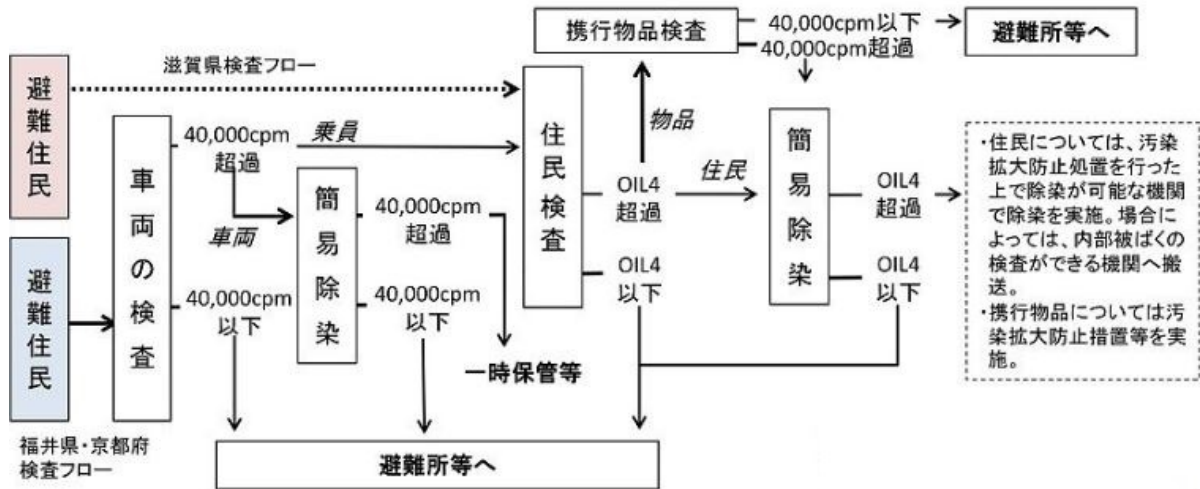 避難住民
避難住民
福井県・京都府
検査フロー
滋賀県検査フロー
車両の検査
40,000cpm
超過
乗員
車両
40,000cpm
以下
簡易除染
40,000cpm
超過
40,000cpm
以下
一時保管等
避難所等へ
住民検査
携行物品検査
40,000cpm以下
40,000cpm超過
避難所等へ
物品
OIL4
超過
住民
OIL4
以下
簡易除染
OIL4
超過
OIL4
以下
・住民については、汚染
拡大防止処置を行った
上で除染が可能な機関
で除染を実施。場合に
よっては、内部被ばくの
検査ができる機関へ搬
送。
・携行物品については汚
染拡大防止措置等を実
施。